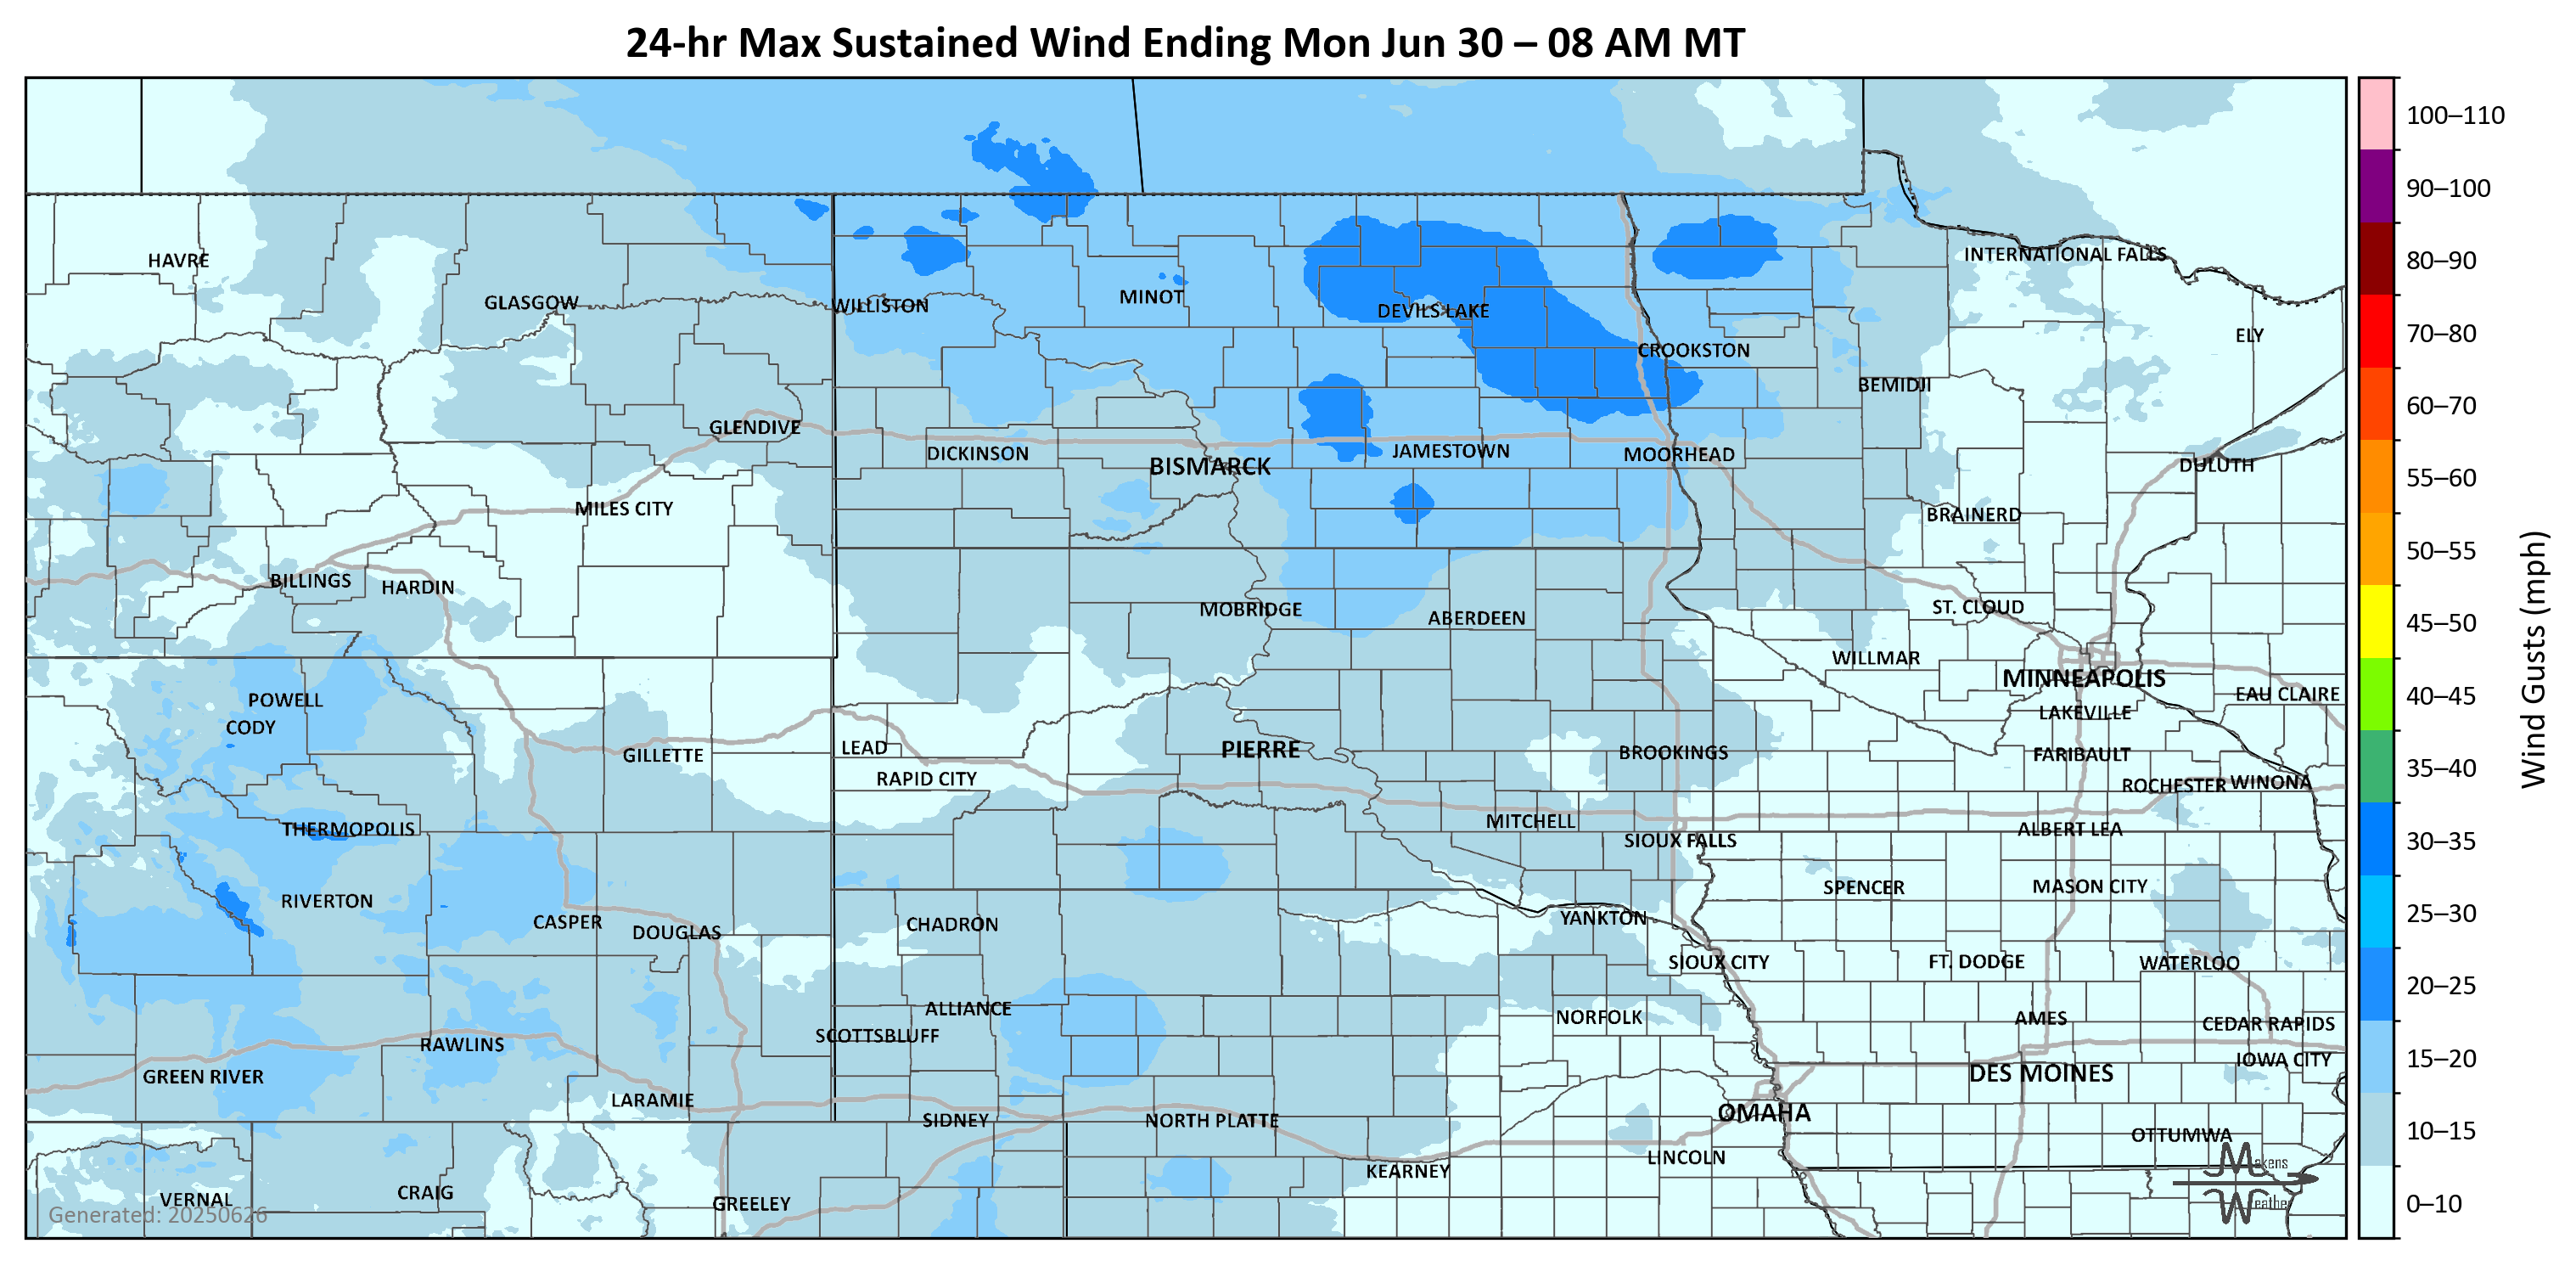 24-hr Max Sustained Wind Ending Mon Jun 30 – 08 AM MT
100–110
90–100
80–90
70–80
60–70
55–60
50–55
45–50
40–45
35–40
30–35
25–30
20–25
15–20
10–15
0–10
Wind Gusts (mph)
HAVRE
INTERNATIONAL FALLS
GLASGOW
WILLISTON
MINOT
DEVILS LAKE
ELY
CROOKSTON
BEMIDJI
GLENDIVE
DICKINSON
BISMARCK
JAMESTOWN
MOORHEAD
DULUTH
MILES CITY
BRAINERD
BILLINGS
HARDIN
MOBRIDGE
ABERDEEN
ST. CLOUD
WILLMAR
MINNEAPOLIS
POWELL
EAU CLAIRE
CODY
LAKEVILLE
GILLETTE
LEAD
PIERRE
BROOKINGS
FARIBAULT
RAPID CITY
ROCHESTER
WINONA
THERMOPOLIS
MITCHELL
SIOUX FALLS
ALBERT LEA
RIVERTON
SPENCER
MASON CITY
CASPER
DOUGLAS
CHADRON
YANKTON
SIOUX CITY
FT. DODGE
WATERLOO
ALLIANCE
NORFOLK
AMES
CEDAR RAPIDS
RAWLINS
SCOTTSBLUFF
IOWA CITY
GREEN RIVER
DES MOINES
LARAMIE
SIDNEY
NORTH PLATTE
OMAHA
OTTUMWA
KEARNEY
LINCOLN
VERNAL
CRAIG
GREELEY
Generated: 20250626
Makens
Weather